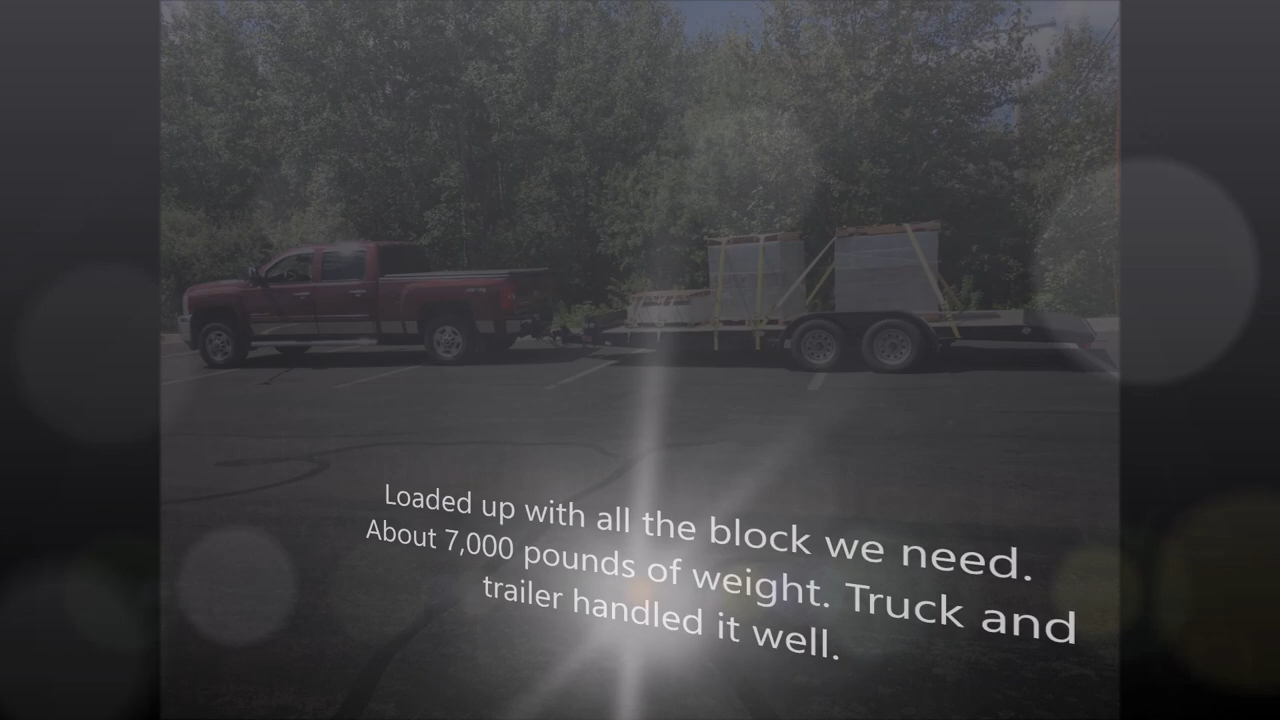 Loaded up with all the block we need.
About 7,000 pounds of weight. Truck and
trailer handled it well.